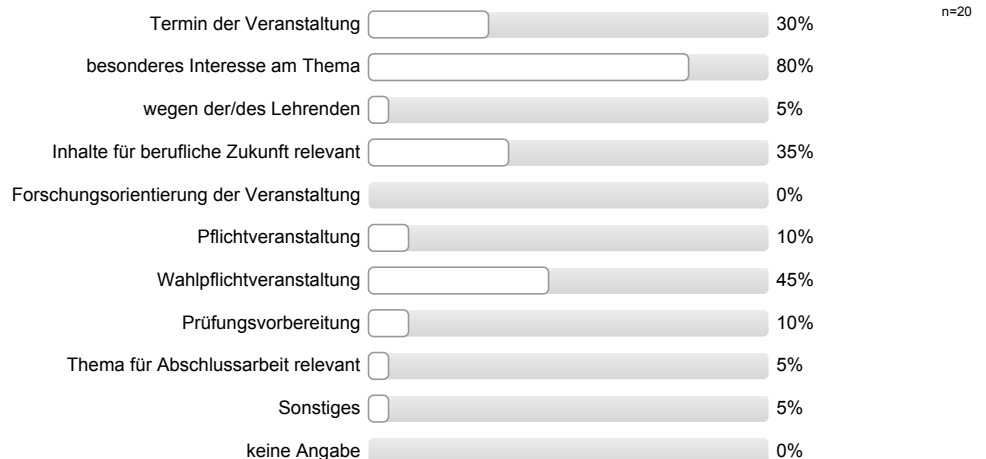 n=20
Termin der Veranstaltung 30%
besonderes Interesse am Thema 80%
wegen der/des Lehrenden 5%
Inhalte für berufliche Zukunft relevant 35%
Forschungsorientierung der Veranstaltung 0%
Pflichtveranstaltung 10%
Wahlpflichtveranstaltung 45%
Prüfungsvorbereitung 10%
Thema für Abschlussarbeit relevant 5%
Sonstiges 5%
keine Angabe 0%